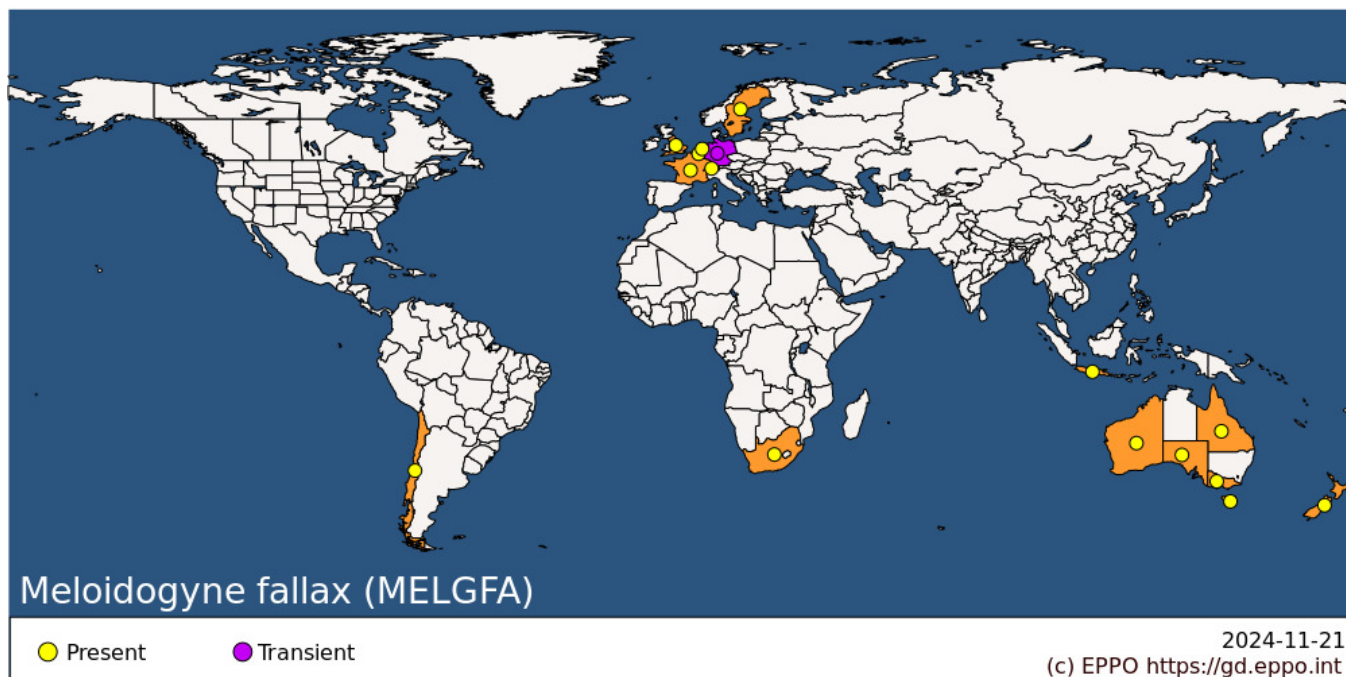 Meloidogyne fallax (MELGFA)
Present
Transient
2024-11-21
(c) EPPO https://gd.eppo.int